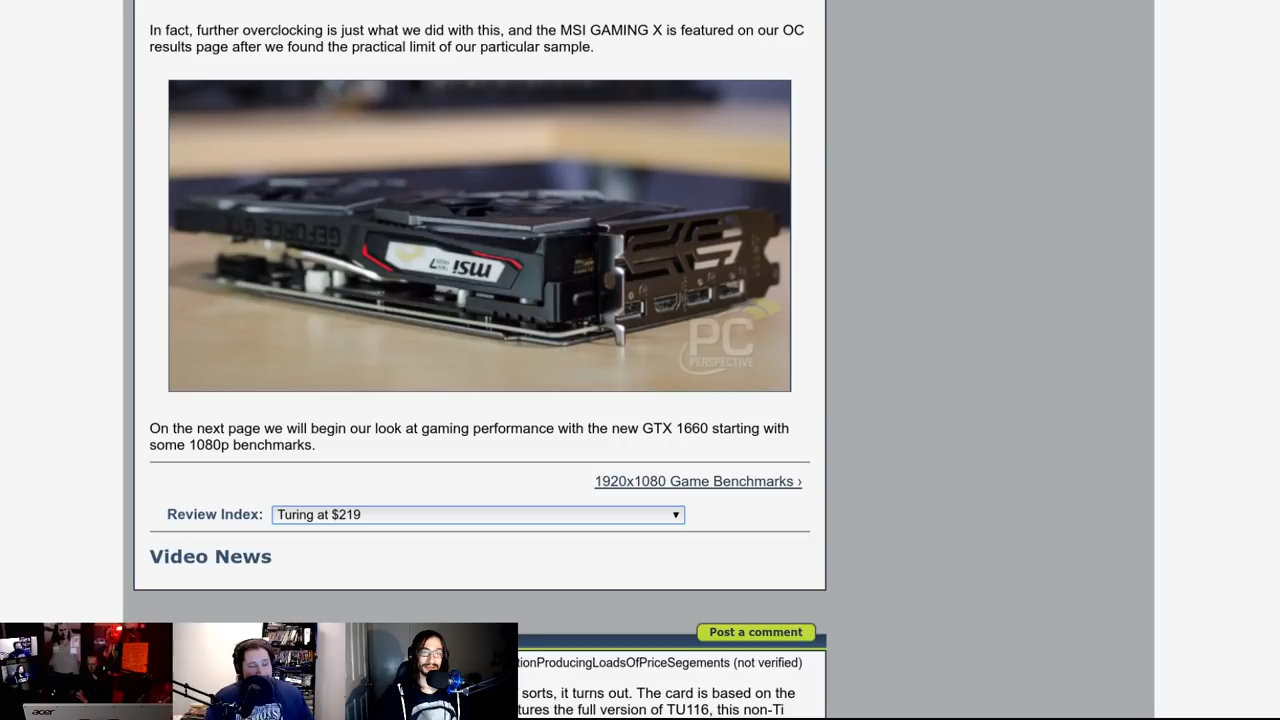 In fact, further overclocking is just what we did with this, and the MSI GAMING X is featured on our OC
results page after we found the practical limit of our particular sample.
GEFORCE GTX
msi
PC
PERSPECTIVE
On the next page we will begin our look at gaming performance with the new GTX 1660 starting with
some 1080p benchmarks.
1920x1080 Game Benchmarks ›
Review Index: Turing at $219
Video News
Post a comment
tionProducingLoadsOfPriceSegements (not verified)
sorts, it turns out. The card is based on the
tures the full version of TU116, this non-Ti
acer